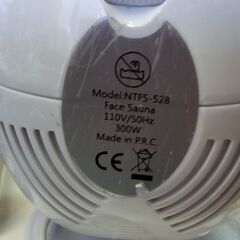 Model:NTFS-528
Face Sauna
110V/50Hz
300W
Made in P.R.C.
CE